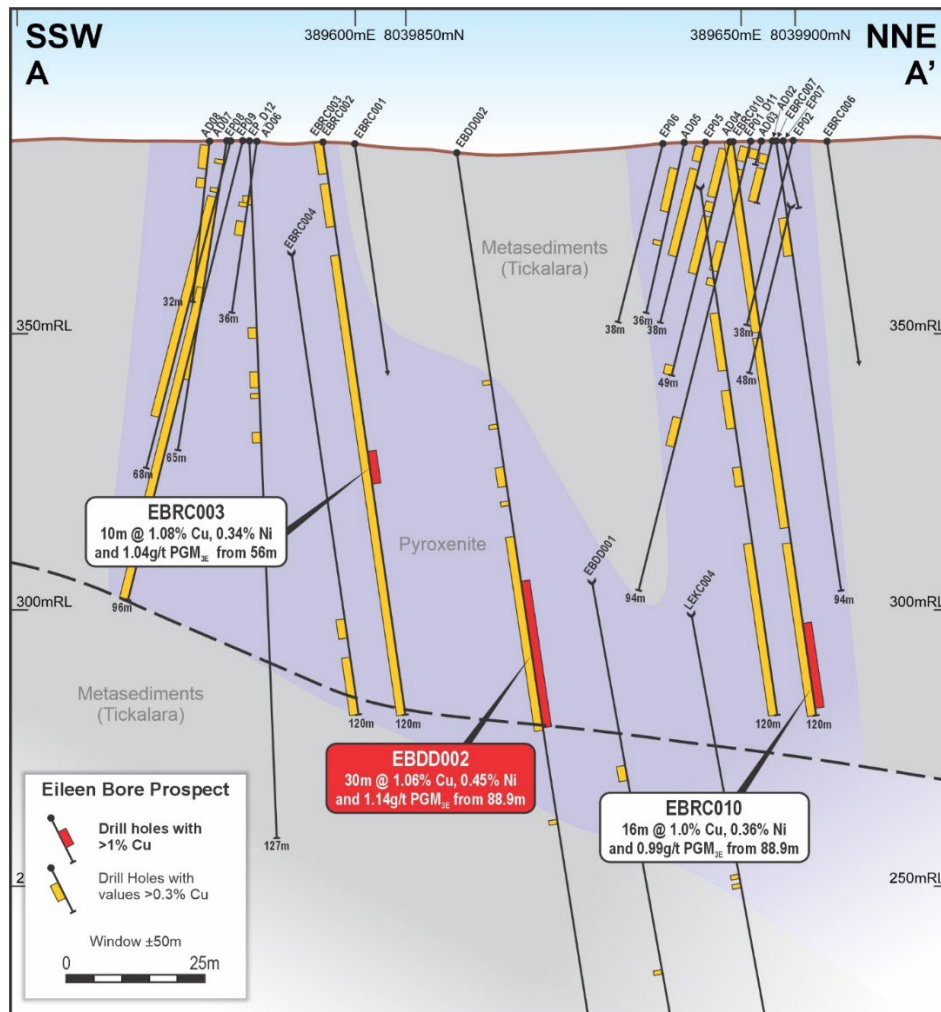 SSW
A
389600mE
8039850mN
389650mE
8039900mN
NNE
A'
AD08
AD07
EP08
EP09
EP_D12
AD06
EBRC003
EBRC002
EBRC001
EBDD002
EP06
AD05
EP05
AD04
EBRC010
EP01_D11
AD03
AD02
EBRC007
EP07
EP02
EBRC006
EBRC004
Metasediments
(Tickalara)
32m
36m
38m
36m
38m
38m
350mRL
350mRL
49m
48m
65m
68m
EBRC003
10m @ 1.08% Cu, 0.34% Ni
and 1.04g/t PGM3E from 56m
Pyroxenite
EBDD001
LEKC004
94m
94m
96m
300mRL
300mRL
Metasediments
(Tickalara)
120m
120m
120m
120m
EBDD002
30m @ 1.06% Cu, 0.45% Ni
and 1.14g/t PGM3E from 88.9m
EBRC010
16m @ 1.0% Cu, 0.36% Ni
and 0.99g/t PGM3E from 88.9m
127m
2
250mRL
Eileen Bore Prospect
Drill holes with
>1% Cu
Drill Holes with
values >0.3% Cu
Window ±50m
0
25m